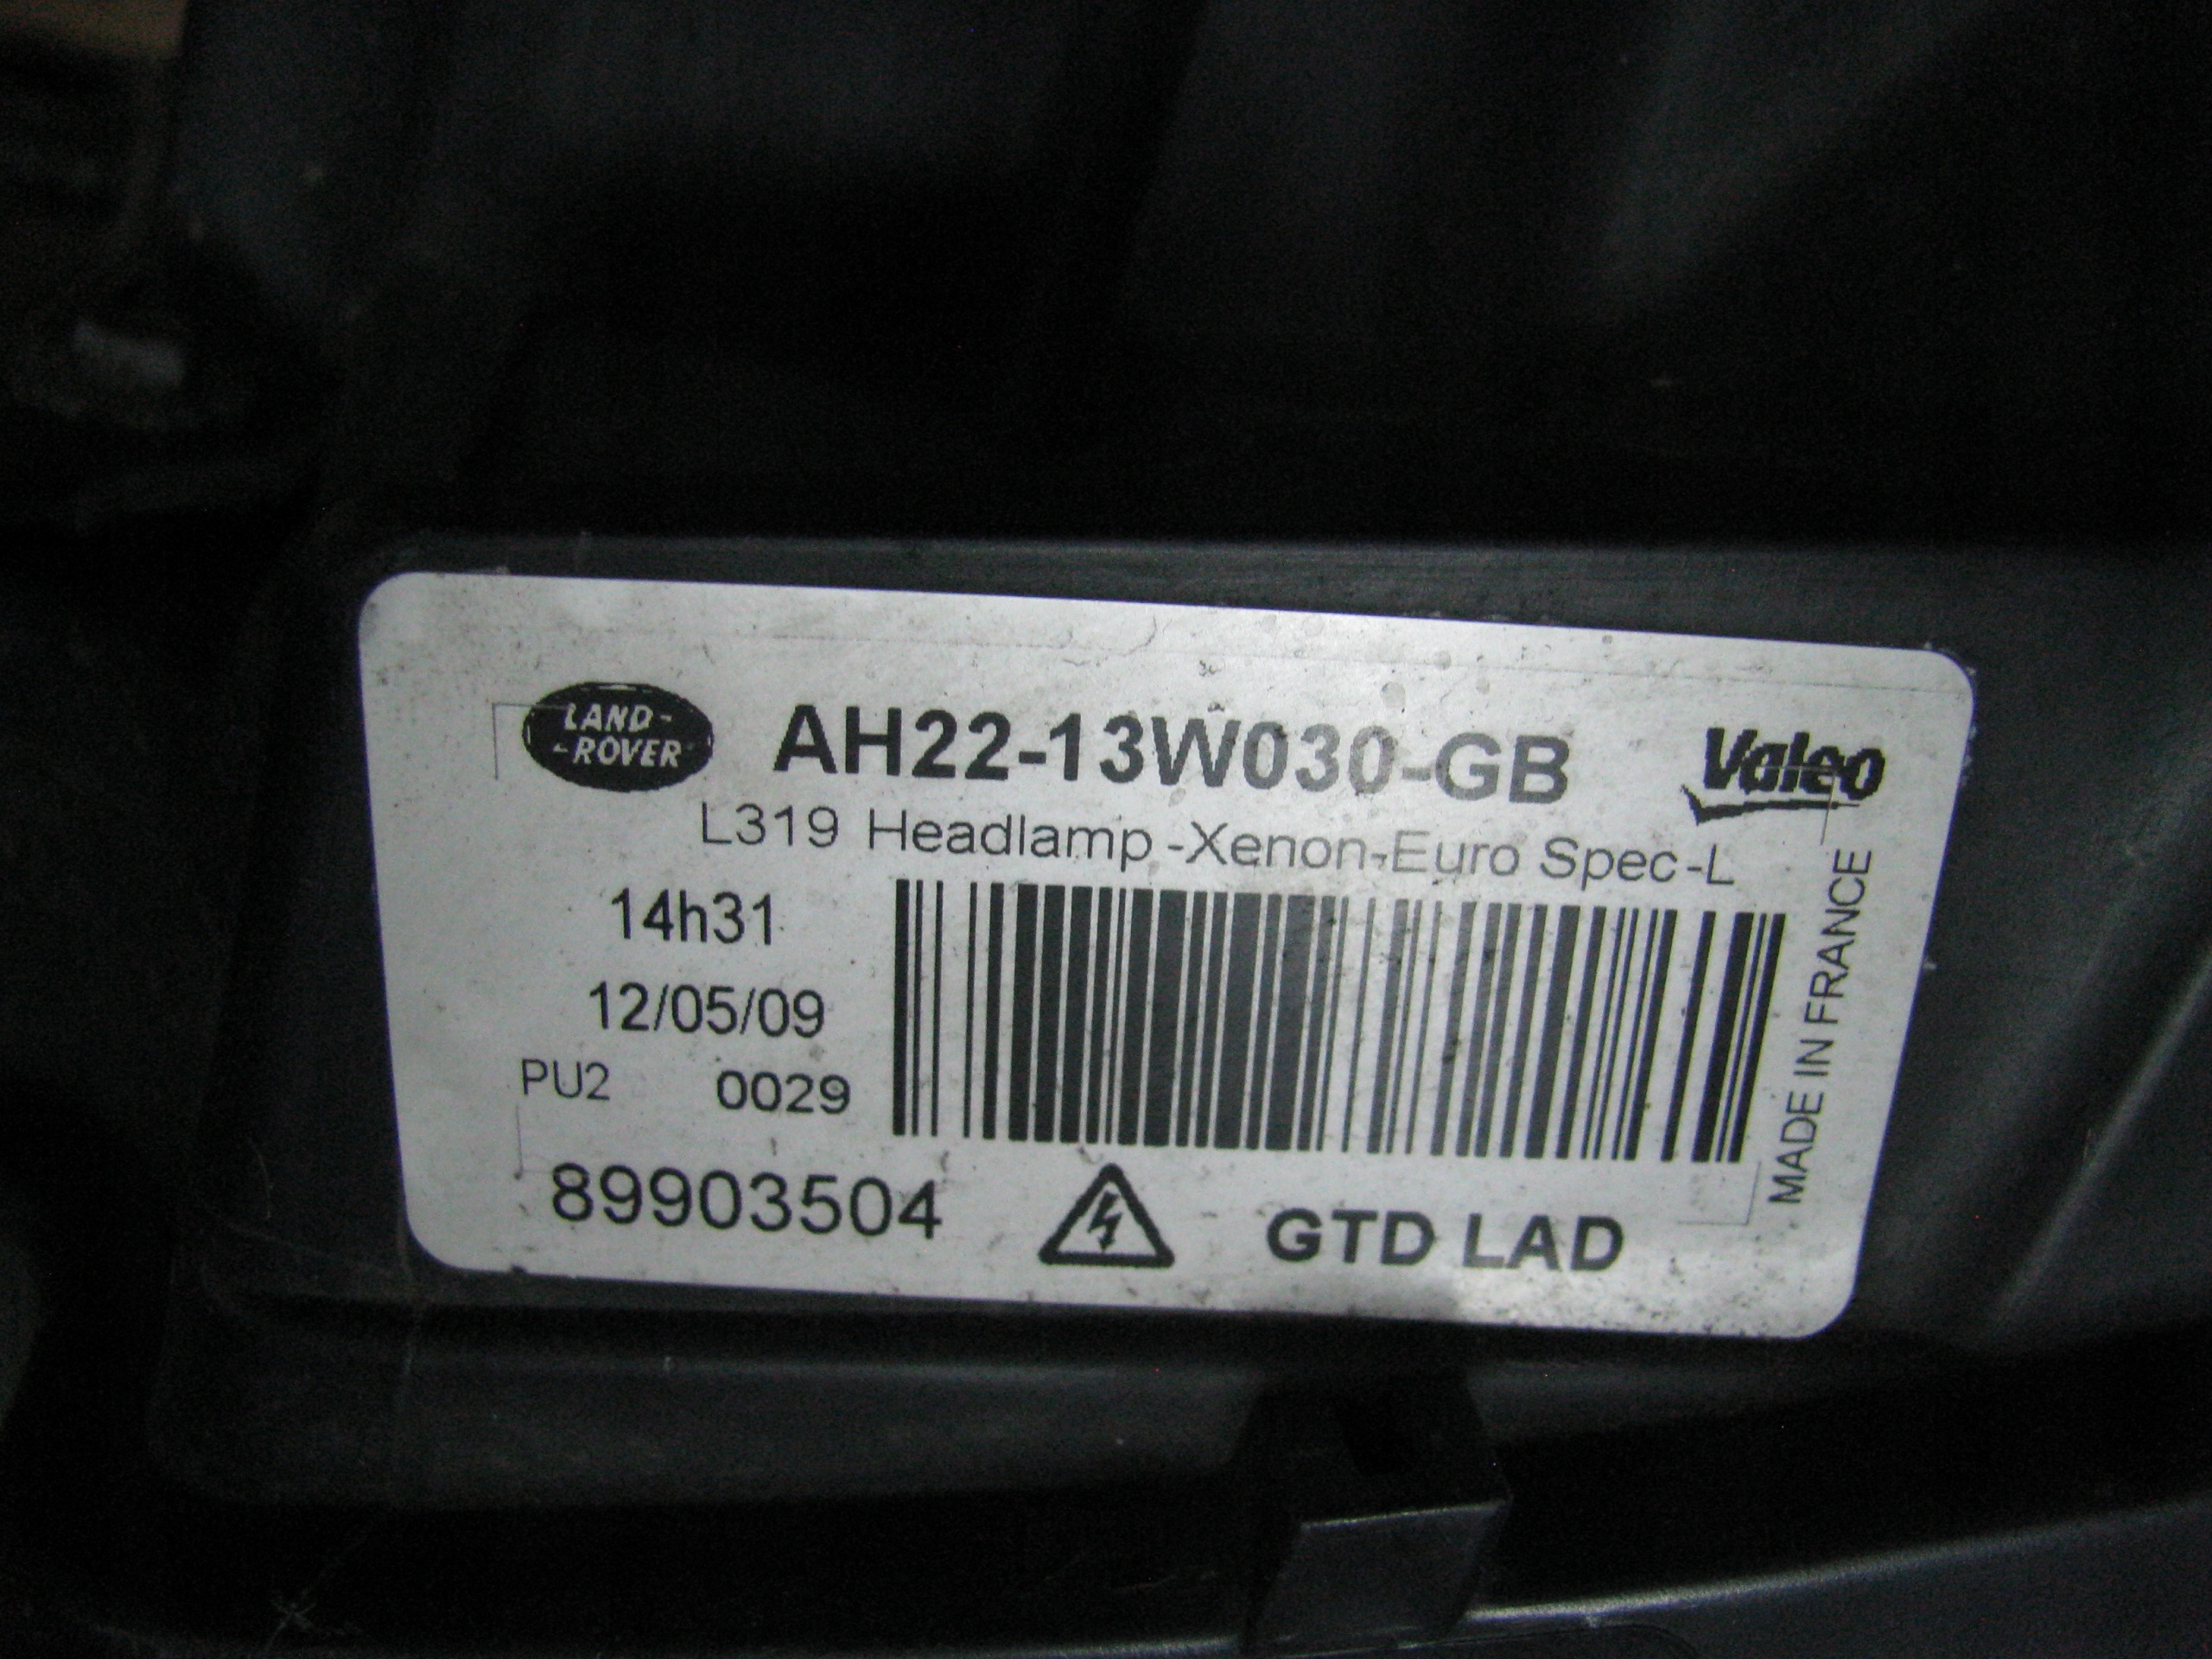 LAND-
-ROVER
AH22-13W030-GB
Valeo
L319 Headlamp-Xenon-Euro Spec-L
14h31
12/05/09
PU2 0029
MADE IN FRANCE
89903504
GTD LAD